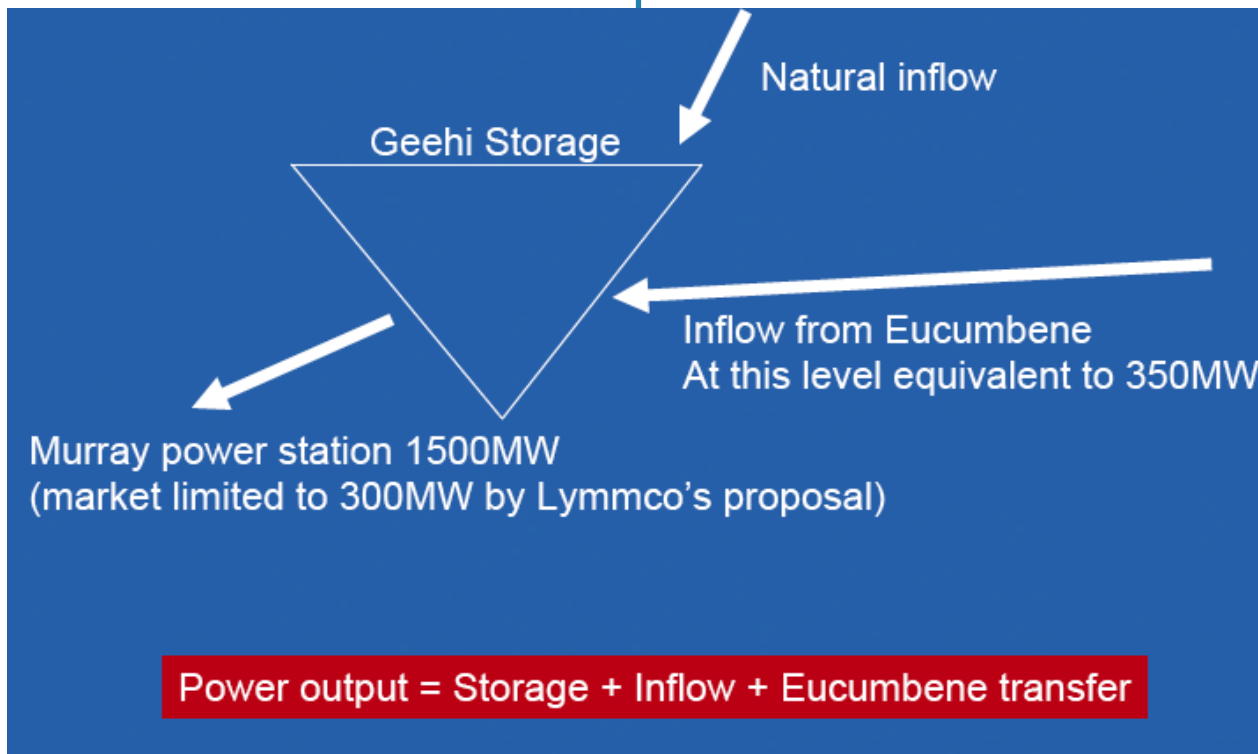 Natural inflow
Geehi Storage
Inflow from Eucumbene
At this level equivalent to 350MW
Murray power station 1500MW
(market limited to 300MW by Lymmco’s proposal)
Power output = Storage + Inflow + Eucumbene transfer